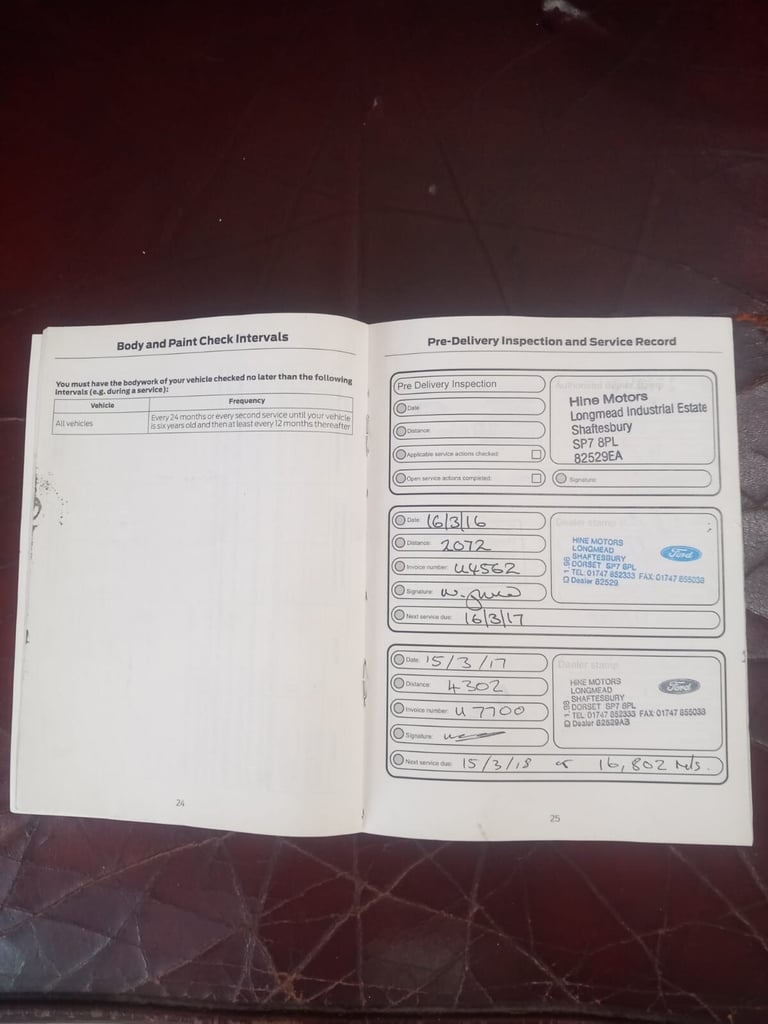 Body and Paint Check Intervals
You must have the bodywork of your vehicle checked no later than the following
intervals (e.g. during a service):
Vehicle Frequency
All vehicles Every 24 months or every second service until your vehicle
is six years old and then at least every 12 months thereafter
24
Pre-Delivery Inspection and Service Record
Pre Delivery Inspection
Date:
Distance:
Applicable service actions checked:
Open service actions completed:
Authorised dealer stamp
Hine Motors
Longmead Industrial Estate
Shaftesbury
SP7 8PL
82529EA
Signature:
Date: 16/3/16
Distance: 2072
Invoice number: U4562
Signature:
Next service due: 16/3/17
Dealer stamp
HINE MOTORS
LONGMEAD
SHAFTESBURY
DORSET SP7 8PL
TEL: 01747 852333 FAX: 01747 855038
Dealer 82529
Ford
Date: 15/3/17
Distance: 4302
Invoice number: U7700
Signature:
Next service due: 15/3/18 or 16,802 mls.
Dealer stamp
HINE MOTORS
LONGMEAD
SHAFTESBURY
DORSET SP7 8PL
TEL: 01747 852333 FAX: 01747 855038
Dealer 82529AB
Ford
25